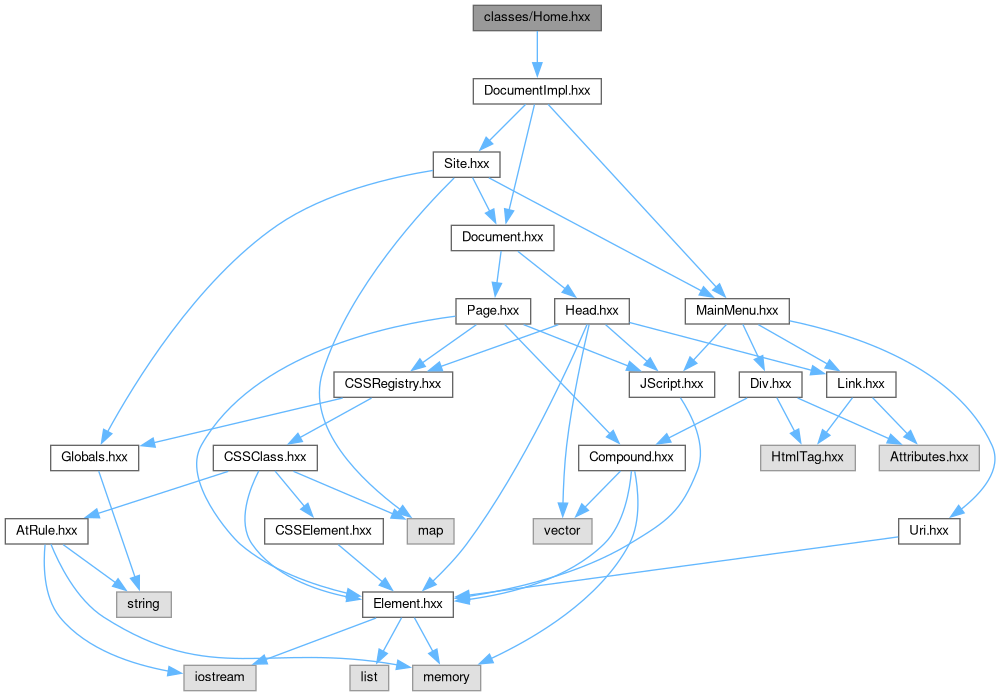 classes/Home.hxx
DocumentImpl.hxx
Site.hxx
Document.hxx
Page.hxx
Head.hxx
MainMenu.hxx
CSSRegistry.hxx
JScript.hxx
Div.hxx
Link.hxx
Globals.hxx
CSSClass.hxx
Compound.hxx
HtmlTag.hxx
Attributes.hxx
AtRule.hxx
CSSElement.hxx
map
vector
Uri.hxx
string
Element.hxx
iostream
list
memory